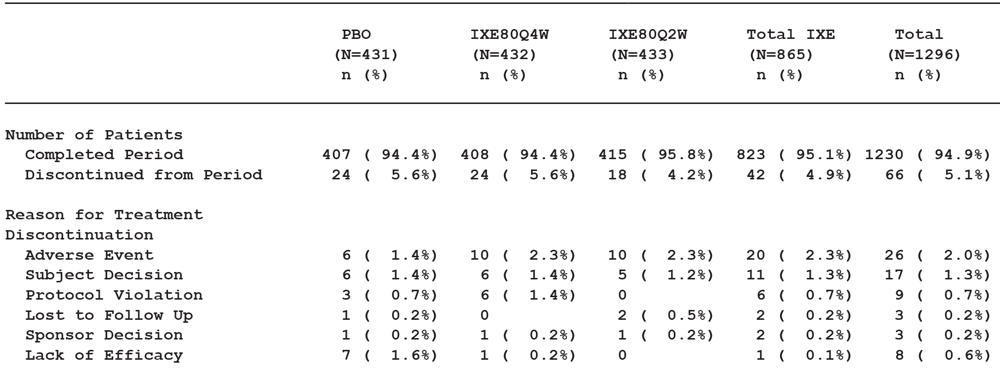 PBO IXE80Q4W IXE80Q2W Total IXE Total
(N=431) (N=432) (N=433) (N=865) (N=1296)
n (%) n (%) n (%) n (%) n (%)
Number of Patients
Completed Period 407 ( 94.4%) 408 ( 94.4%) 415 ( 95.8%) 823 ( 95.1%) 1230 ( 94.9%)
Discontinued from Period 24 ( 5.6%) 24 ( 5.6%) 18 ( 4.2%) 42 ( 4.9%) 66 ( 5.1%)
Reason for Treatment
Discontinuation
Adverse Event 6 ( 1.4%) 10 ( 2.3%) 10 ( 2.3%) 20 ( 2.3%) 26 ( 2.0%)
Subject Decision 6 ( 1.4%) 6 ( 1.4%) 5 ( 1.2%) 11 ( 1.3%) 17 ( 1.3%)
Protocol Violation 3 ( 0.7%) 6 ( 1.4%) 0 6 ( 0.7%) 9 ( 0.7%)
Lost to Follow Up 1 ( 0.2%) 0 2 ( 0.5%) 2 ( 0.2%) 3 ( 0.2%)
Sponsor Decision 1 ( 0.2%) 1 ( 0.2%) 1 ( 0.2%) 2 ( 0.2%) 3 ( 0.2%)
Lack of Efficacy 7 ( 1.6%) 1 ( 0.2%) 0 1 ( 0.1%) 8 ( 0.6%)